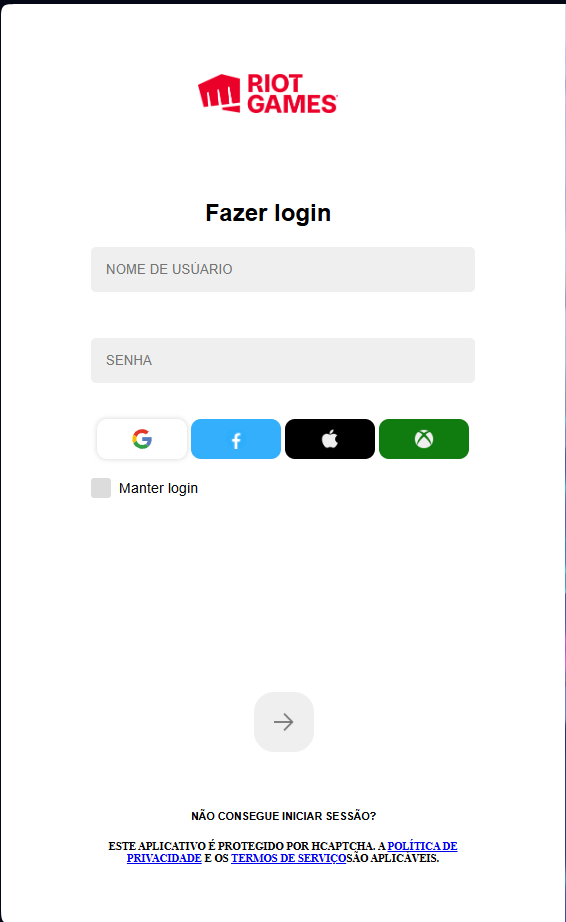 RIOT
GAMES
Fazer login
NOME DE USÚARIO
SENHA
Manter login
NÃO CONSEGUE INICIAR SESSÃO?
ESTE APLICATIVO É PROTEGIDO POR HCAPTCHA. A POLÍTICA DE
PRIVACIDADE E OS TERMOS DE SERVIÇOSÃO APLICÁVEIS.